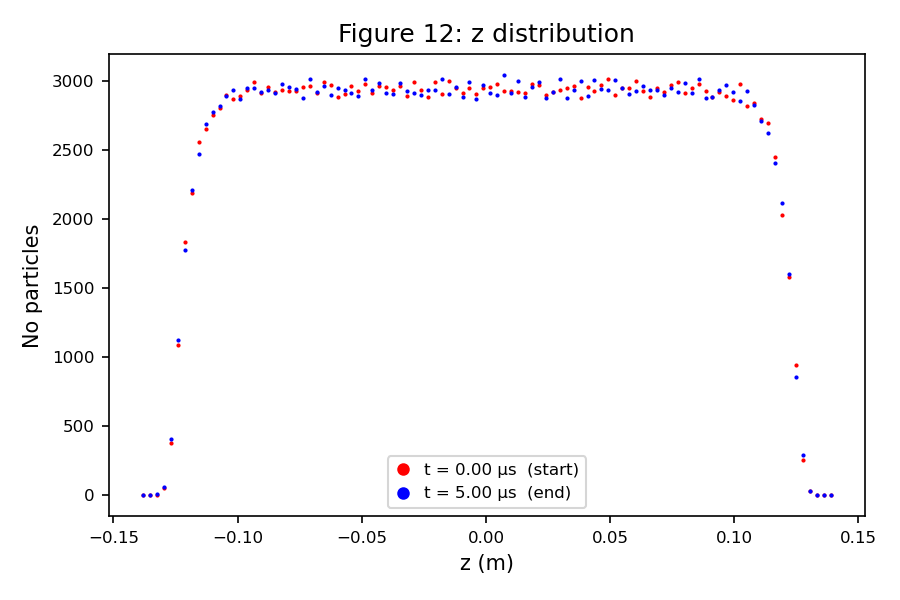 Figure 12: z distribution
No particles
3000
2500
2000
1500
1000
500
0
t = 0.00 µs  (start)
t = 5.00 µs  (end)
−0.15 −0.10 −0.05 0.00 0.05 0.10 0.15
z (m)